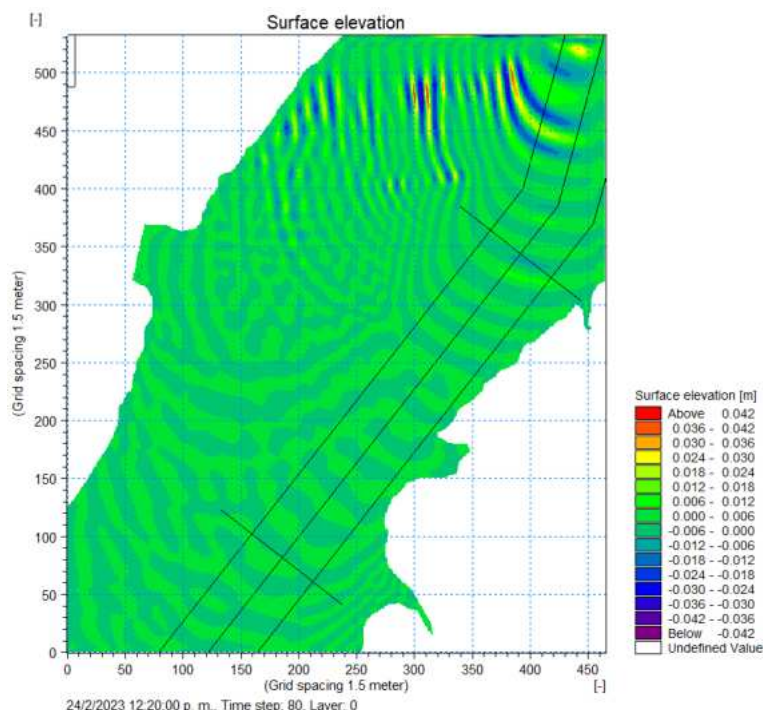 Surface elevation
[-]
500
450
400
350
300
250
200
150
100
50
0
(Grid spacing 1.5 meter)
0 50 100 150 200 250 300 350 400 450
(Grid spacing 1.5 meter)
[-]
24/2/2023 12:20:00 p. m., Time step: 80, Layer: 0
Surface elevation [m]
Above 0.042
0.036 - 0.042
0.030 - 0.036
0.024 - 0.030
0.018 - 0.024
0.012 - 0.018
0.006 - 0.012
0.000 - 0.006
-0.006 - 0.000
-0.012 - -0.006
-0.018 - -0.012
-0.024 - -0.018
-0.030 - -0.024
-0.036 - -0.030
-0.042 - -0.036
Below -0.042
Undefined Value